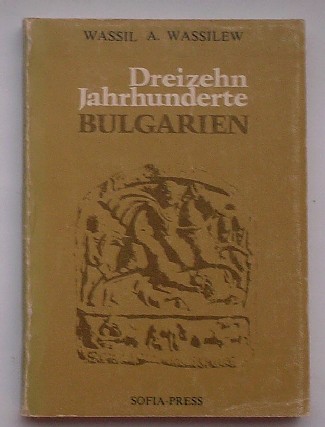 WASSIL A. WASSILEW
Dreizehn
Jahrhunderte
BULGARIEN
SOFIA-PRESS